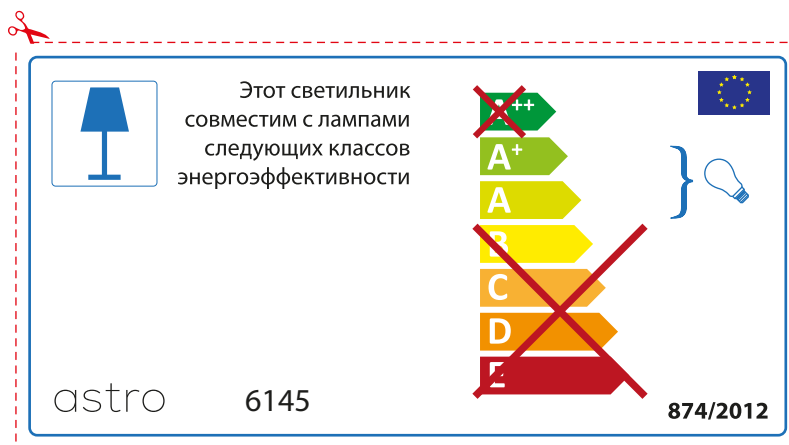 Этот светильник
совместим с лампами
следующих классов
энергоэффективности
A++
A+
A
B
C
D
E
astro
6145
874/2012